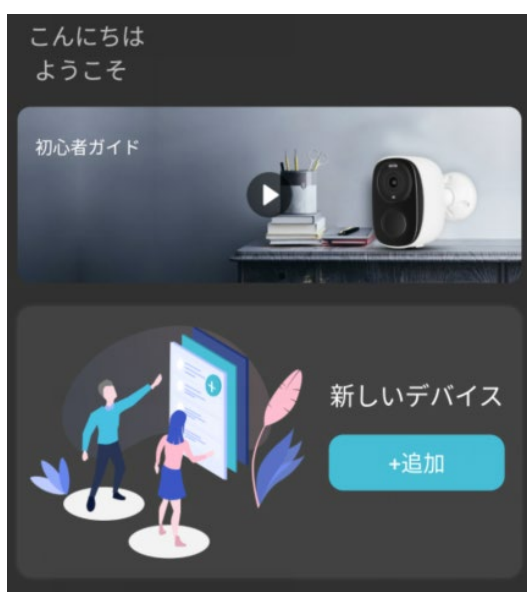 こんにちは
ようこそ
初心者ガイド
新しいデバイス
+追加